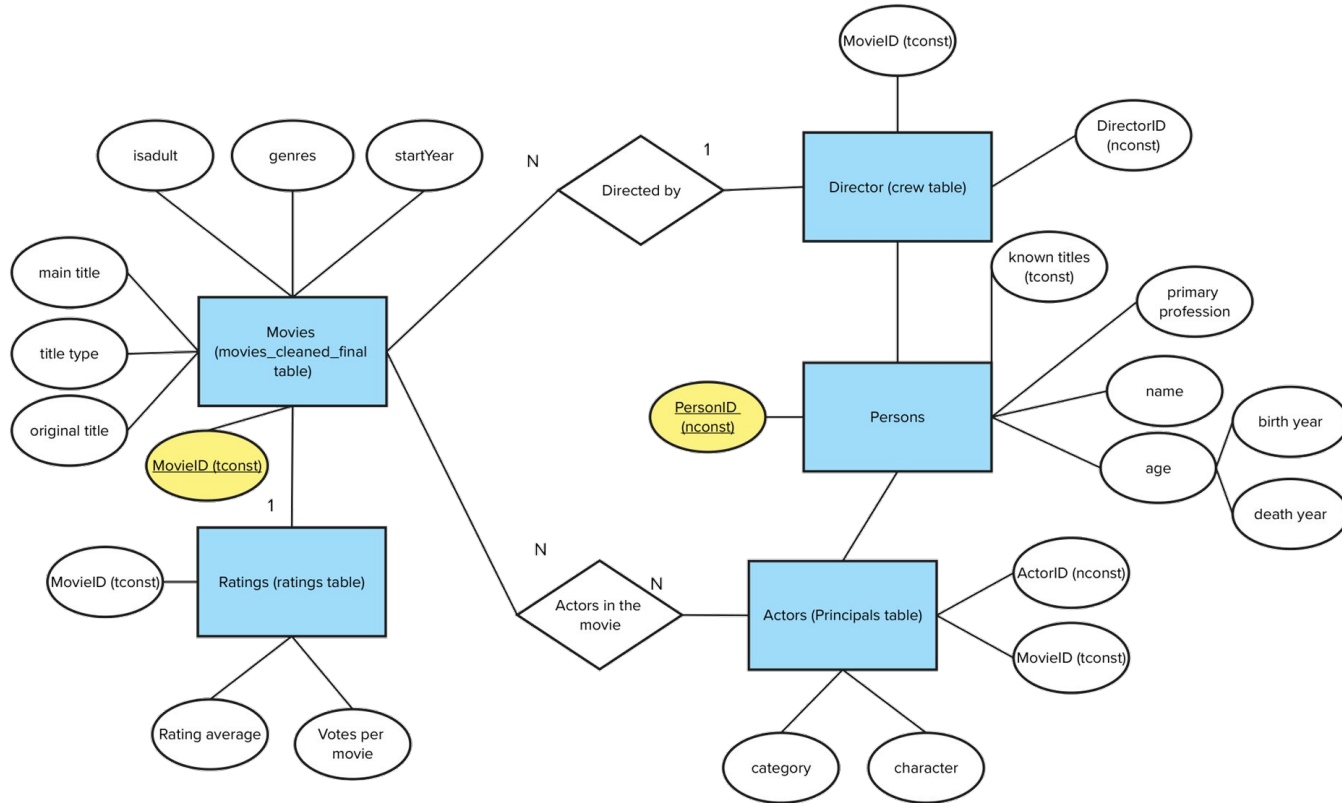 MovieID (tconst)
isadult
genres
startYear
N
1
Directed by
Director (crew table)
DirectorID
(nconst)
main title
title type
original title
Movies
(movies_cleaned_final
table)
MovieID (tconst)
known titles
(tconst)
primary
profession
PersonID
(nconst)
Persons
name
age
birth year
death year
1
MovieID (tconst)
Ratings (ratings table)
Rating average
Votes per
movie
N
N
Actors in the
movie
Actors (Principals table)
ActorID (nconst)
MovieID (tconst)
category
character